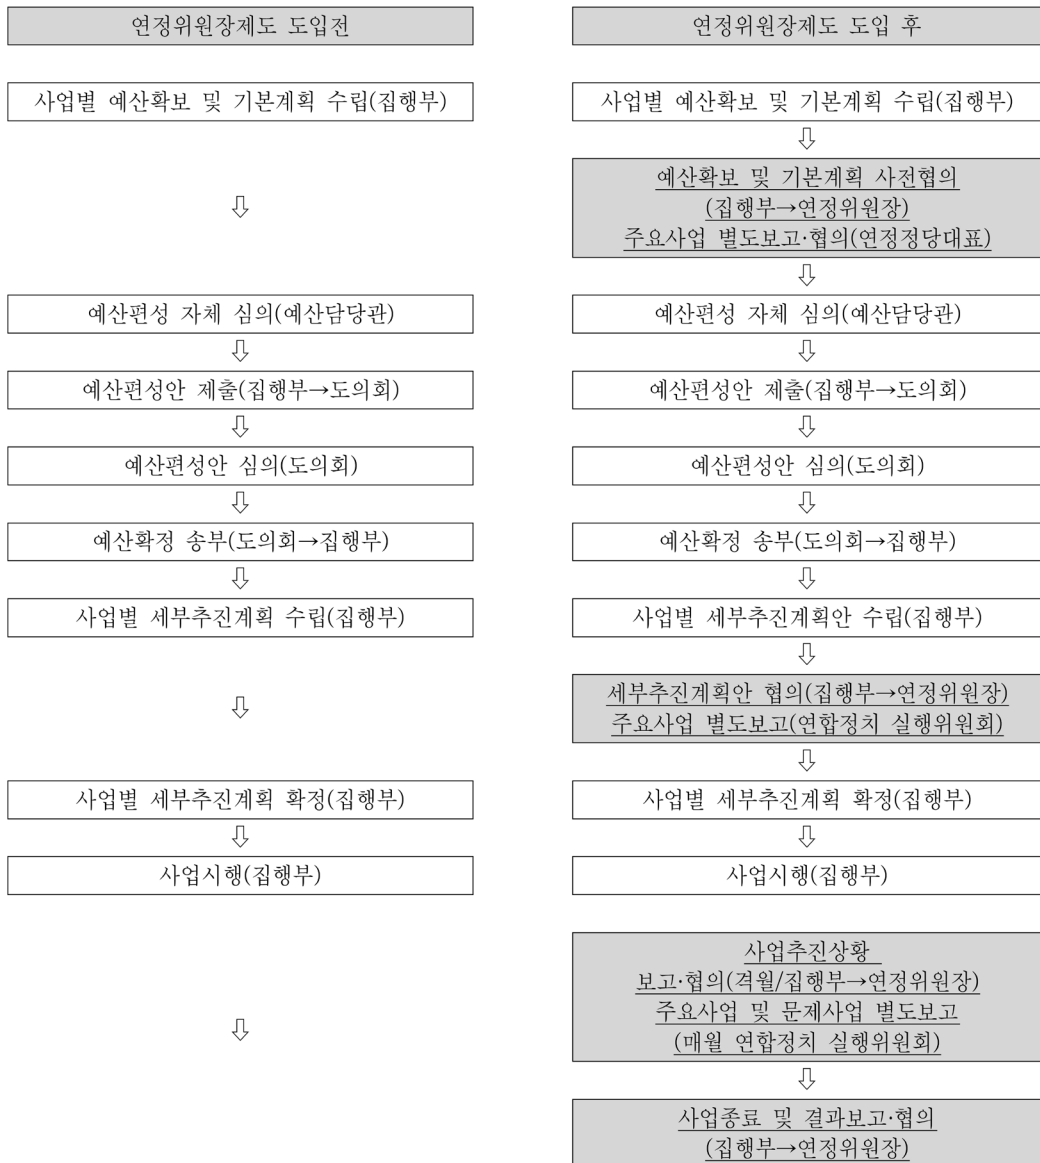 연정위원장제도 도입전
사업별 예산확보 및 기본계획 수립(집행부)
⇩
예산편성 자체 심의(예산담당관)
⇩
예산편성안 제출(집행부→도의회)
⇩
예산편성안 심의(도의회)
⇩
예산확정 송부(도의회→집행부)
⇩
사업별 세부추진계획 수립(집행부)
⇩
사업별 세부추진계획 확정(집행부)
⇩
사업시행(집행부)
⇩
연정위원장제도 도입 후
사업별 예산확보 및 기본계획 수립(집행부)
⇩
예산확보 및 기본계획 사전협의
(집행부→연정위원장)
주요사업 별도보고·협의(연정정당대표)
⇩
예산편성 자체 심의(예산담당관)
⇩
예산편성안 제출(집행부→도의회)
⇩
예산편성안 심의(도의회)
⇩
예산확정 송부(도의회→집행부)
⇩
사업별 세부추진계획안 수립(집행부)
⇩
세부추진계획안 협의(집행부→연정위원장)
주요사업 별도보고(연합정치 실행위원회)
⇩
사업별 세부추진계획 확정(집행부)
⇩
사업시행(집행부)
사업추진상황
보고·협의(격월/집행부→연정위원장)
주요사업 및 문제사업 별도보고
(매월 연합정치 실행위원회)
⇩
사업종료 및 결과보고·협의
(집행부→연정위원장)